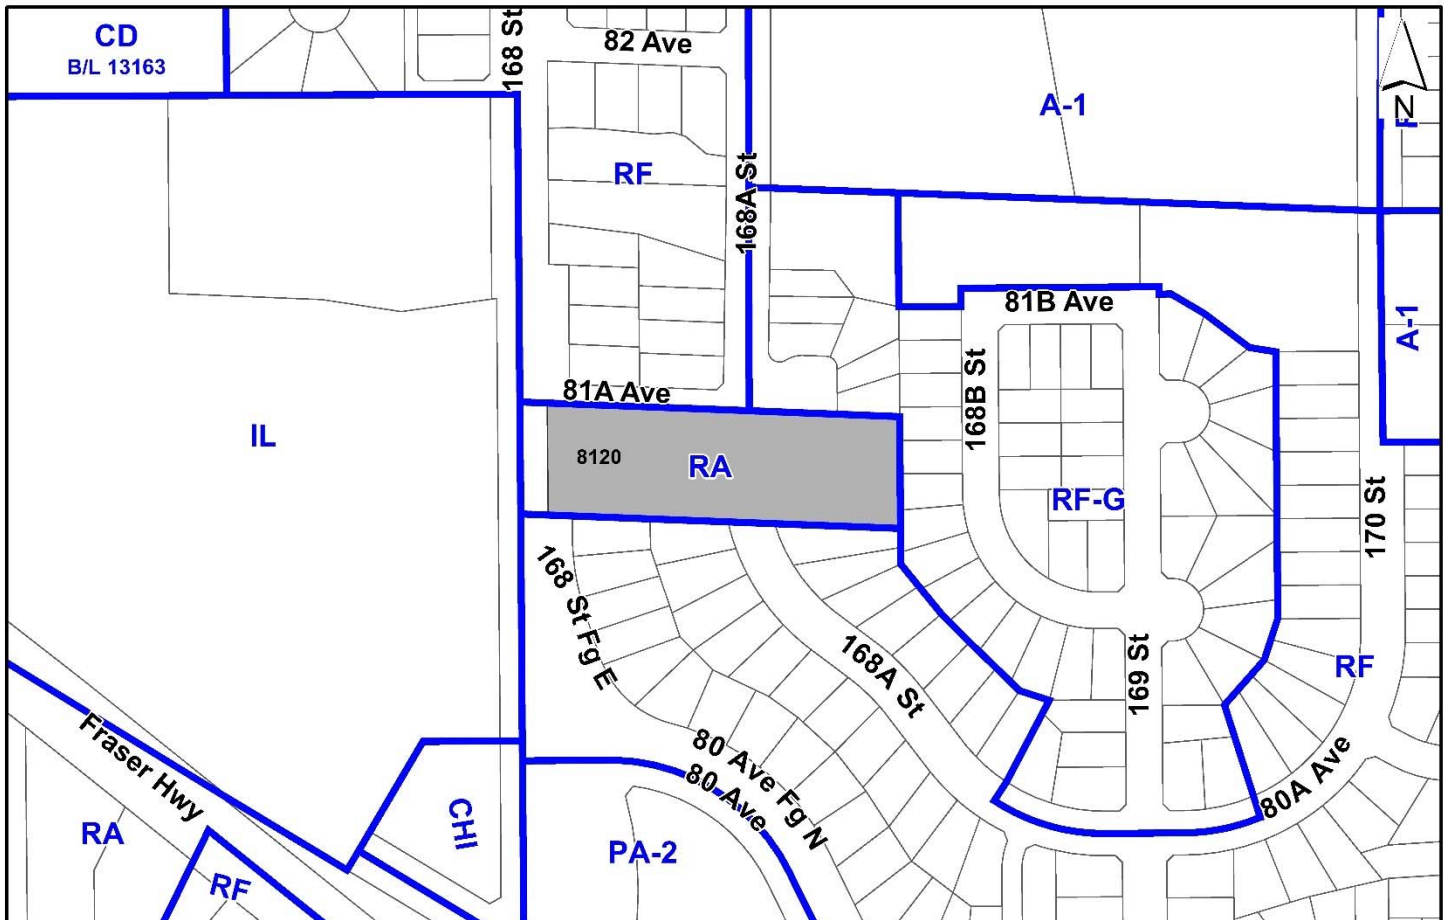 CD
B/L 13163
168 St
82 Ave
A-1
N
RF
168A St
81B Ave
A-1
168B St
81A Ave
IL
8120
RA
RF-G
170 St
168 St Fg E
168A St
169 St
RF
Fraser Hwy
80 Ave Fg N
80 Ave
80A Ave
CHI
RA
RF
PA-2